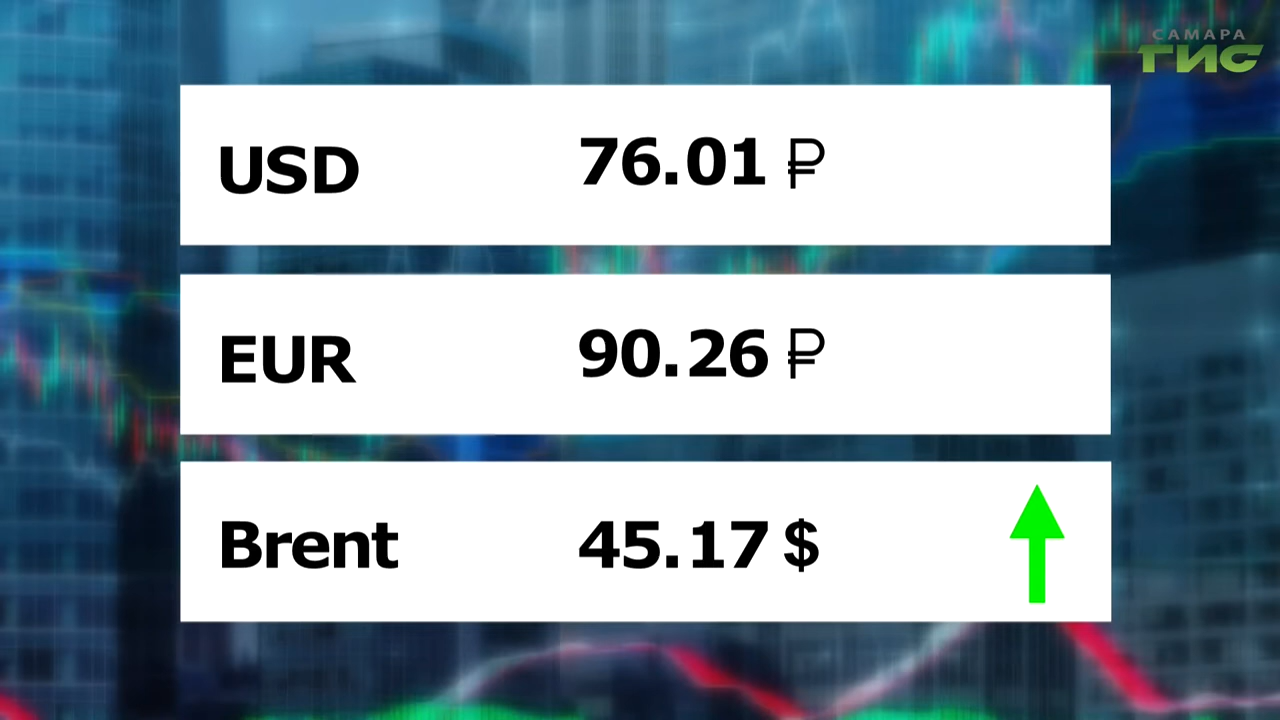 САМАРА
ГИС
USD 76.01 ₽
EUR 90.26 ₽
Brent 45.17 $